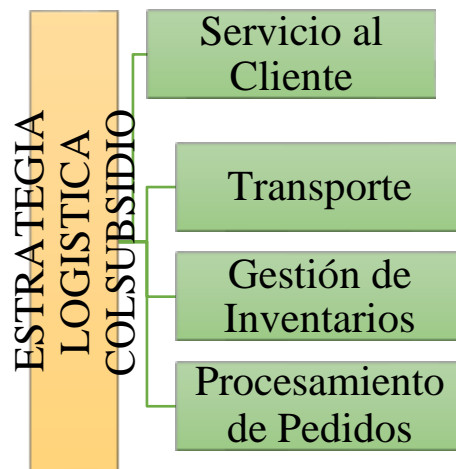 ESTRATEGIA
LOGISTICA
COLSUBSIDIO
Servicio al
Cliente
Transporte
Gestión de
Inventarios
Procesamiento
de Pedidos